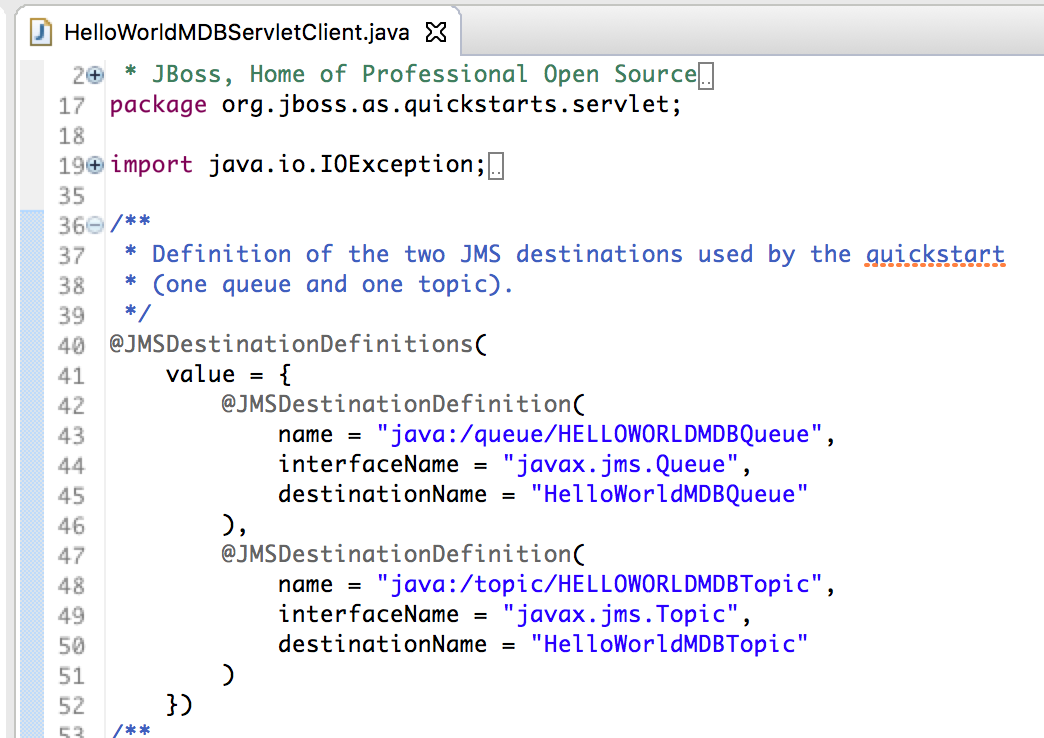 HelloWorldMDBServletClient.java
2 * JBoss, Home of Professional Open Source..
17 package org.jboss.as.quickstarts.servlet;
18
19 import java.io.IOException;..
35
36 /**
37 * Definition of the two JMS destinations used by the quickstart
38 * (one queue and one topic).
39 */
40 @JMSDestinationDefinitions(
41 value = {
42 @JMSDestinationDefinition(
43 name = "java:/queue/HELLOWORLDMDBQueue",
44 interfaceName = "javax.jms.Queue",
45 destinationName = "HelloWorldMDBQueue"
46 ),
47 @JMSDestinationDefinition(
48 name = "java:/topic/HELLOWORLDMDBTopic",
49 interfaceName = "javax.jms.Topic",
50 destinationName = "HelloWorldMDBTopic"
51 )
52 })
53 /**